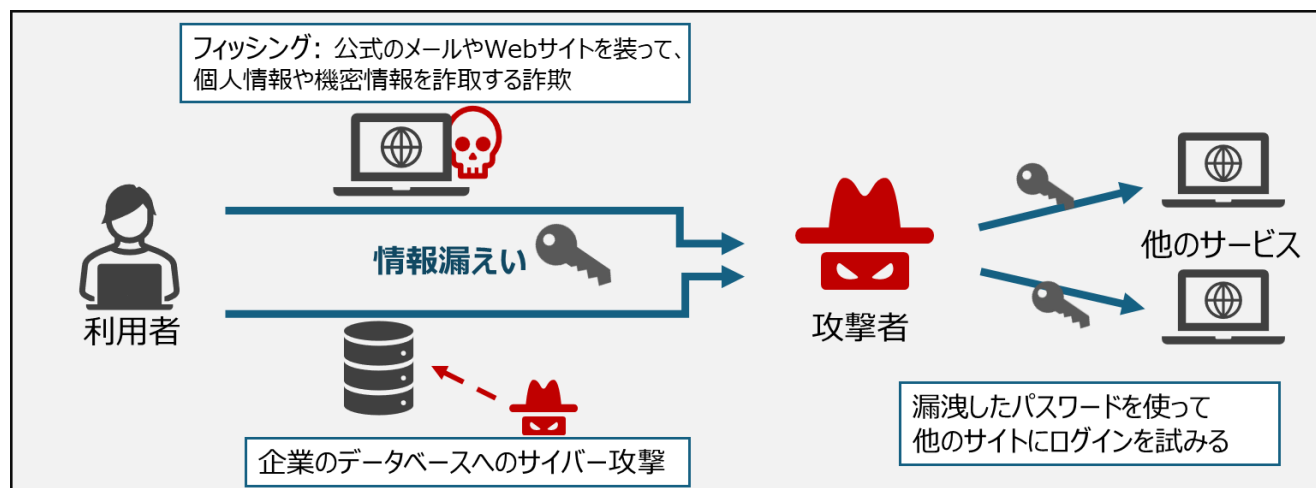 フィッシング: 公式のメールやWebサイトを装って、
個人情報や機密情報を詐取する詐欺
情報漏えい
利用者
攻撃者
他のサービス
企業のデータベースへのサイバー攻撃
漏洩したパスワードを使って
他のサイトにログインを試みる